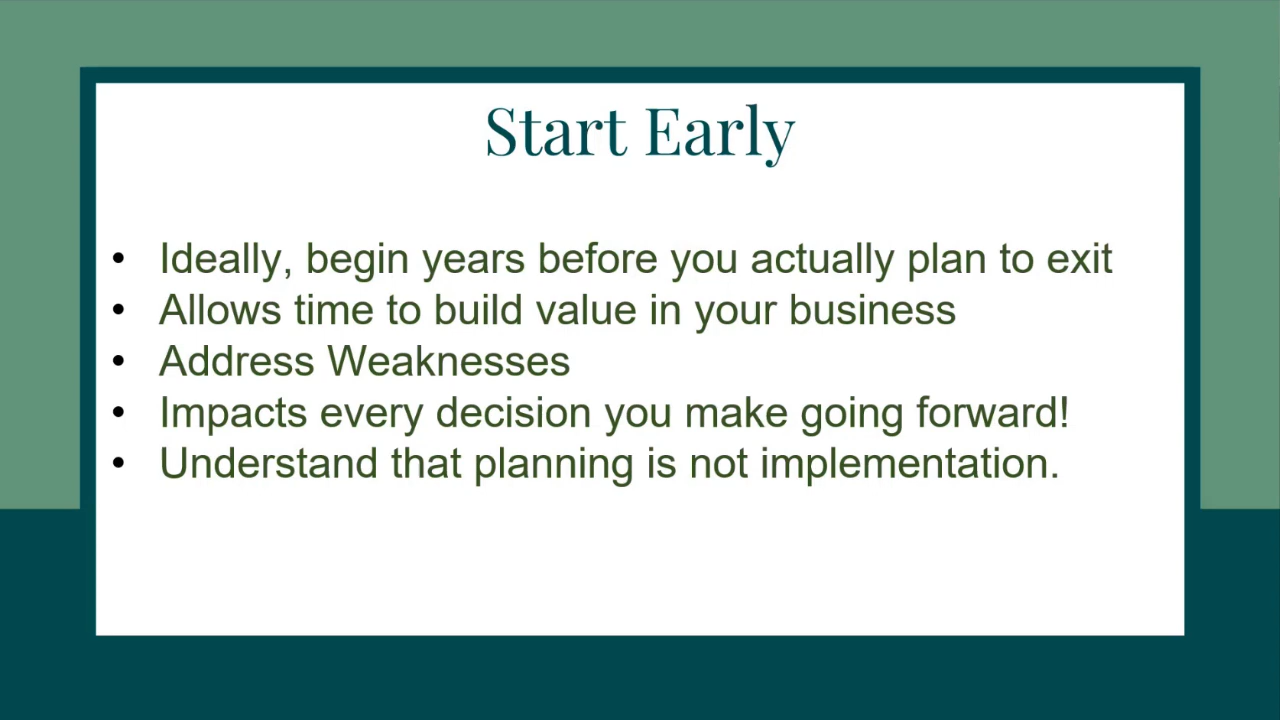 Start Early
• Ideally, begin years before you actually plan to exit
• Allows time to build value in your business
• Address Weaknesses
• Impacts every decision you make going forward!
• Understand that planning is not implementation.